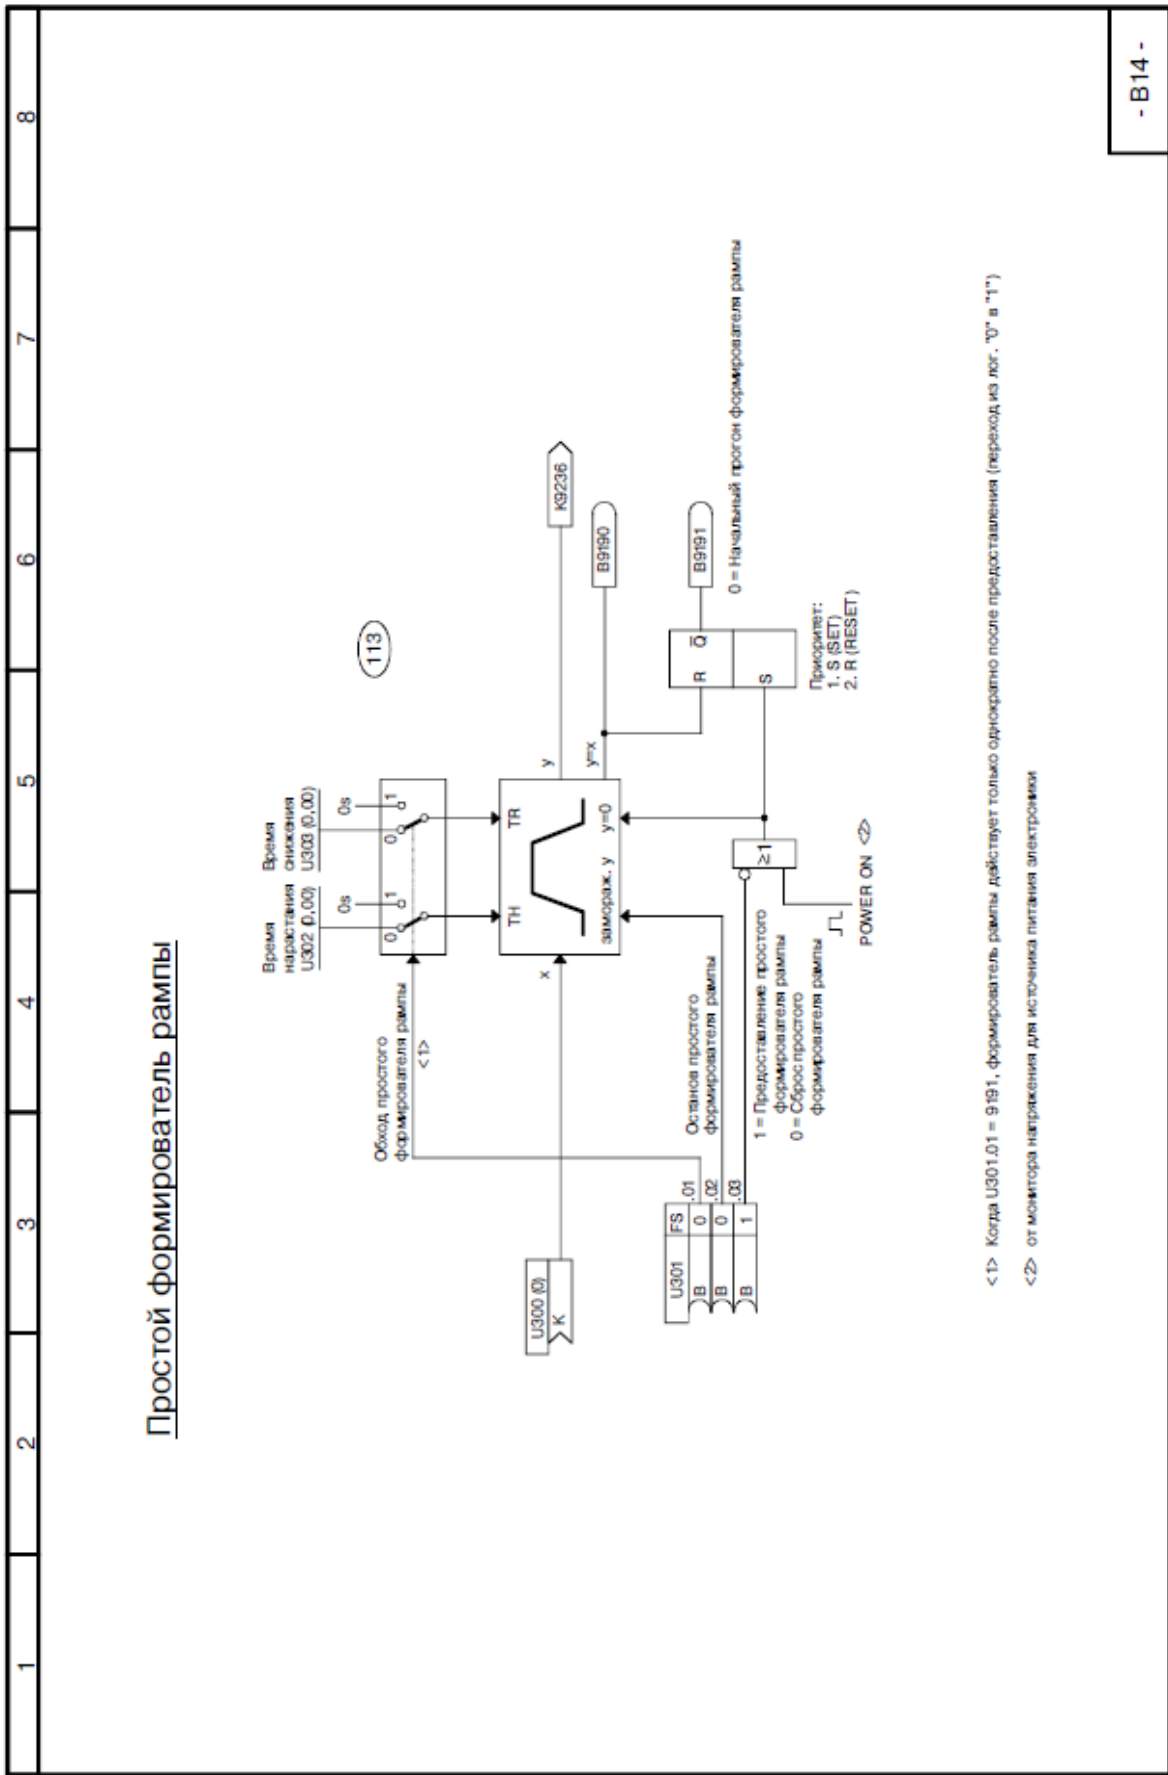 1 2 3 4 5 6 7 8
Простой формирователь рампы
Время
нарастания
U302 (0,00)
Время
снижения
U303 (0,00)
0s
0s
0
1
0
1
113
Обход простого
формирователя рампы
<1>
TH
TR
x
y
y=x
замораж. y
y=0
K9236
B9190
B9191
U300 (0)
K
U301
FS
B
0
.01
B
0
.02
B
1
.03
Останов простого
формирователя рампы
1 = Предоставление простого
формирователя рампы
0 = Сброс простого
формирователя рампы
≥1
POWER ON <2>
R
Q̅
S
Приоритет:
1. S (SET)
2. R (RESET)
0 = Начальный прогон формирователя рампы
<1> Когда U301.01 = 9191, формирователь рампы действует только однократно после предоставления (переход из лог. "0" в "1")
<2> от монитора напряжения для источника питания электроники
- B14 -